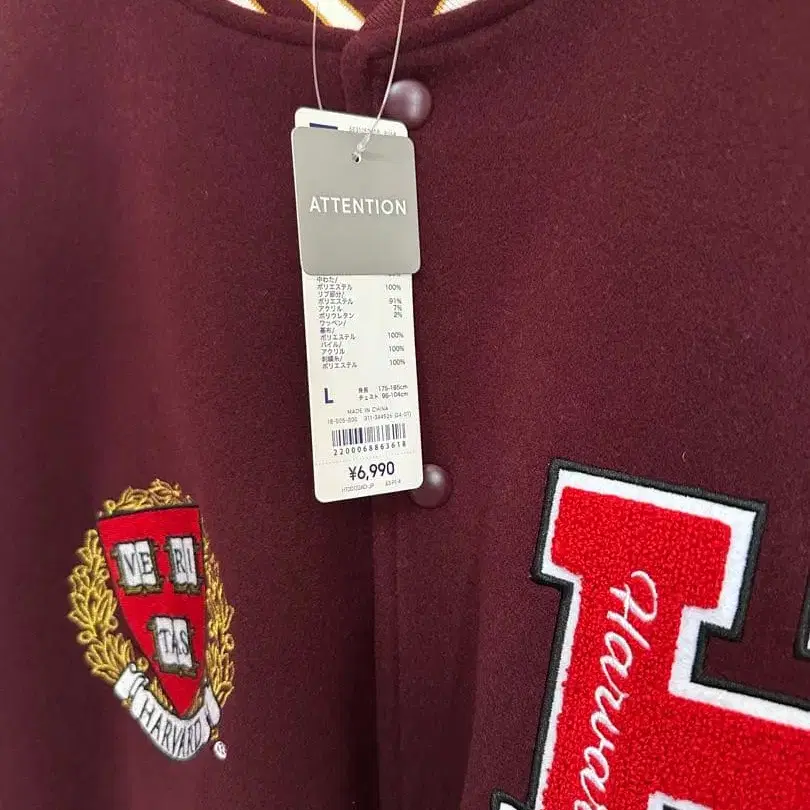 ATTENTION
中わた/
ポリエステル 100%
リブ部分/
ポリエステル 91%
アクリル 7%
ポリウレタン 2%
ワッペン/
基布/
ポリエステル 100%
パイル/
アクリル 100%
刺繍糸/
ポリエステル 100%
L
身長 175-185cm
チェスト 96-104cm
MADE IN CHINA
2200068863618
¥6,990
VE RI
TAS
HARVARD
®
Harva